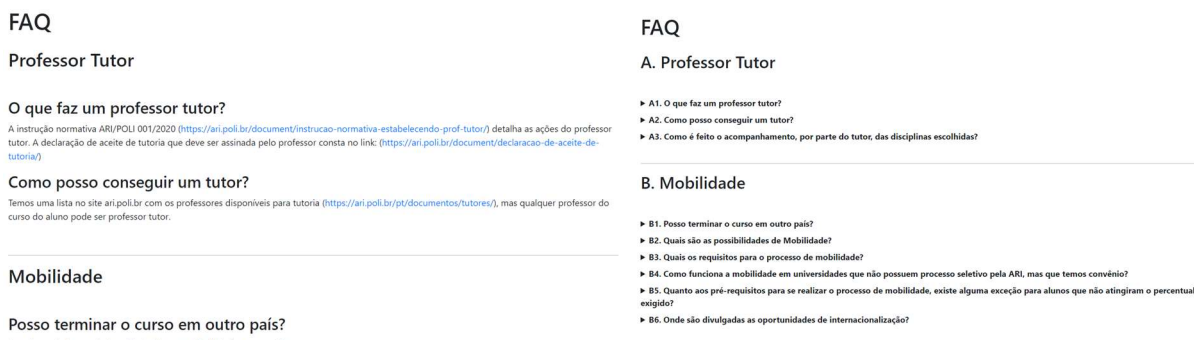 FAQ
Professor Tutor
O que faz um professor tutor?
A instrução normativa ARI/POLI 001/2020 (https://ari.poli.br/document/instrucao-normativa-estabelecendo-prof-tutor/) detalha as ações do professor
tutor. A declaração de aceite de tutoria que deve ser assinada pelo professor consta no link: (https://ari.poli.br/document/declaracao-de-aceite-de-
tutoria/)
Como posso conseguir um tutor?
Temos uma lista no site ari.poli.br com os professores disponíveis para tutoria (https://ari.poli.br/pt/documentos/tutores/), mas qualquer professor do
curso do aluno pode ser professor tutor.
Mobilidade
Posso terminar o curso em outro país?
FAQ
A. Professor Tutor
▶ A1. O que faz um professor tutor?
▶ A2. Como posso conseguir um tutor?
▶ A3. Como é feito o acompanhamento, por parte do tutor, das disciplinas escolhidas?
B. Mobilidade
▶ B1. Posso terminar o curso em outro país?
▶ B2. Quais são as possibilidades de Mobilidade?
▶ B3. Quais os requisitos para o processo de mobilidade?
▶ B4. Como funciona a mobilidade em universidades que não possuem processo seletivo pela ARI, mas que temos convênio?
▶ B5. Quanto aos pré-requisitos para se realizar o processo de mobilidade, existe alguma exceção para alunos que não atingiram o percentual
exigido?
▶ B6. Onde são divulgadas as oportunidades de internacionalização?